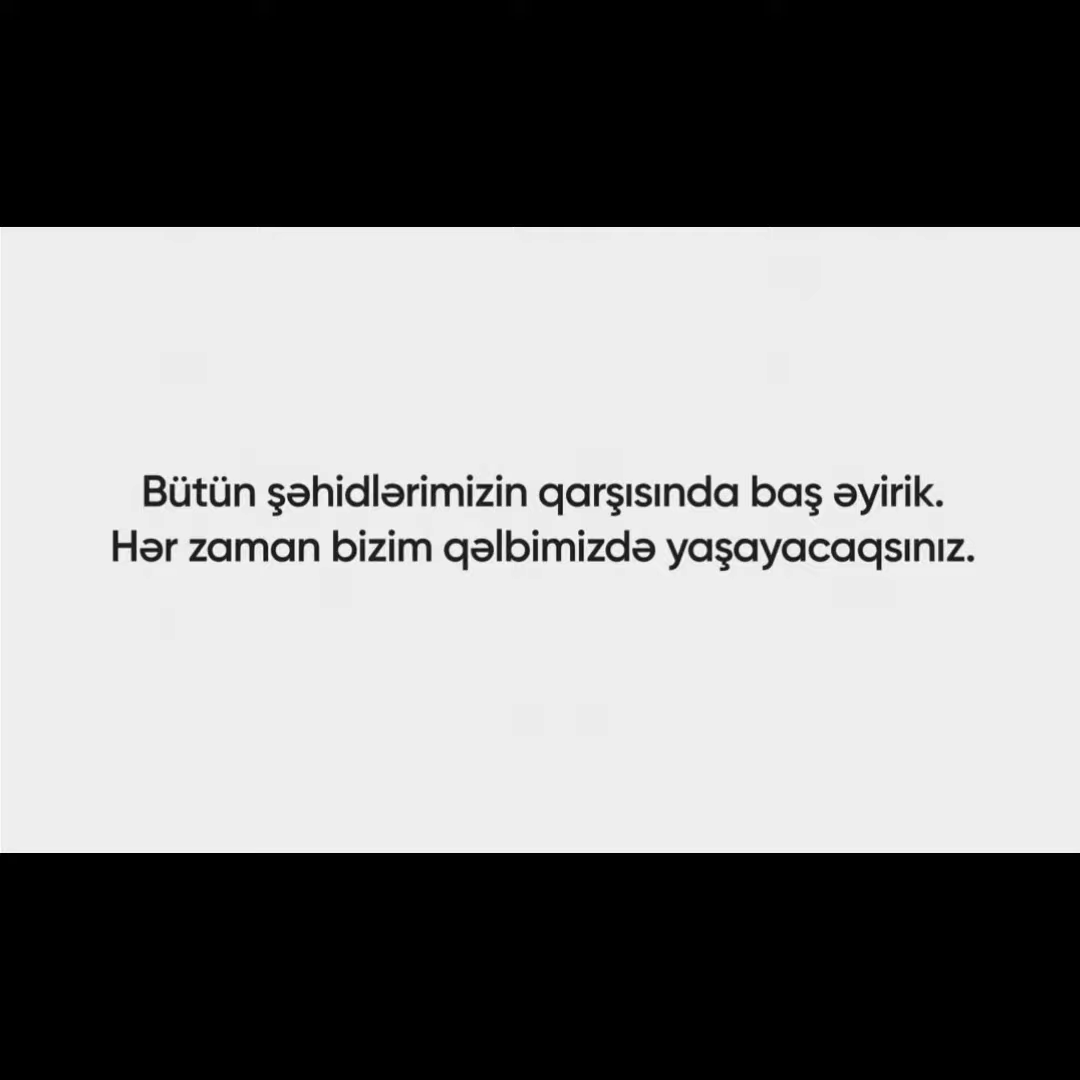 Bütün şəhidlərimizin qarşısında baş əyirik.
Hər zaman bizim qəlbimizdə yaşayacaqsınız.